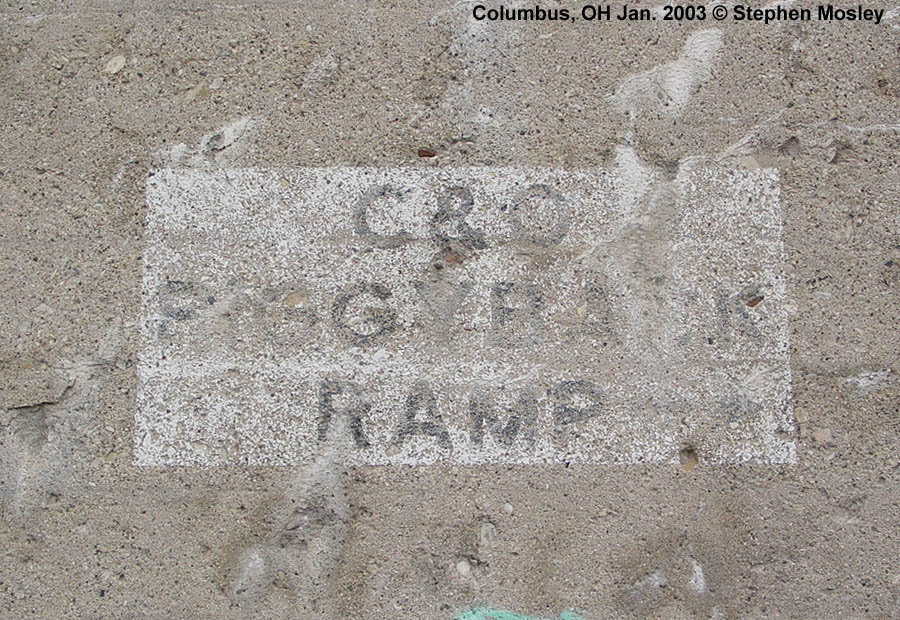 Columbus, OH Jan. 2003 © Stephen Mosley
C&O
PIGGYBACK
RAMP